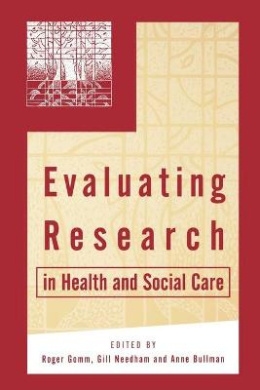 Evaluating
Research
in Health and Social Care
EDITED BY
Roger Gomm, Gill Needham and Anne Bullman